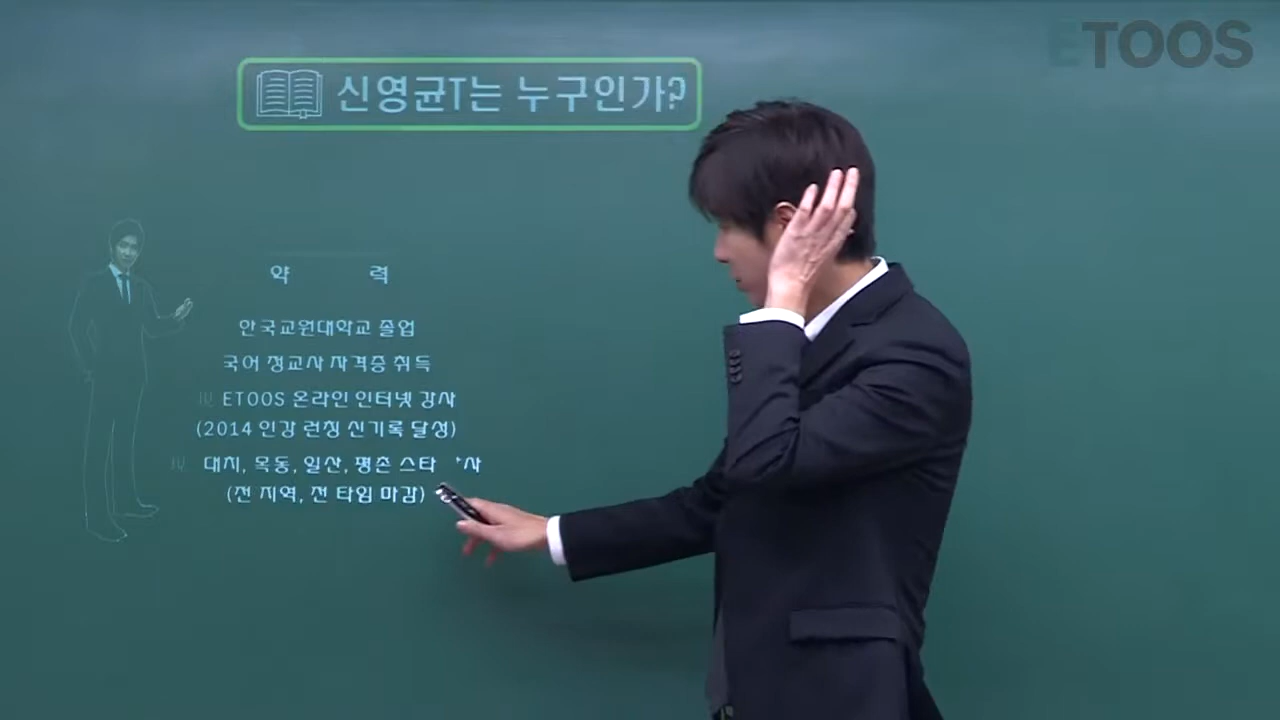 ETOOS
신영균T는 누구인가?
약 력
한국교원대학교 졸업
국어 정교사 자격증 취득
ETOOS 온라인 인터넷 강사
(2014 인강 런칭 신기록 달성)
대치, 목동, 일산, 평촌 스타
(전 지역, 전 타임 마감)